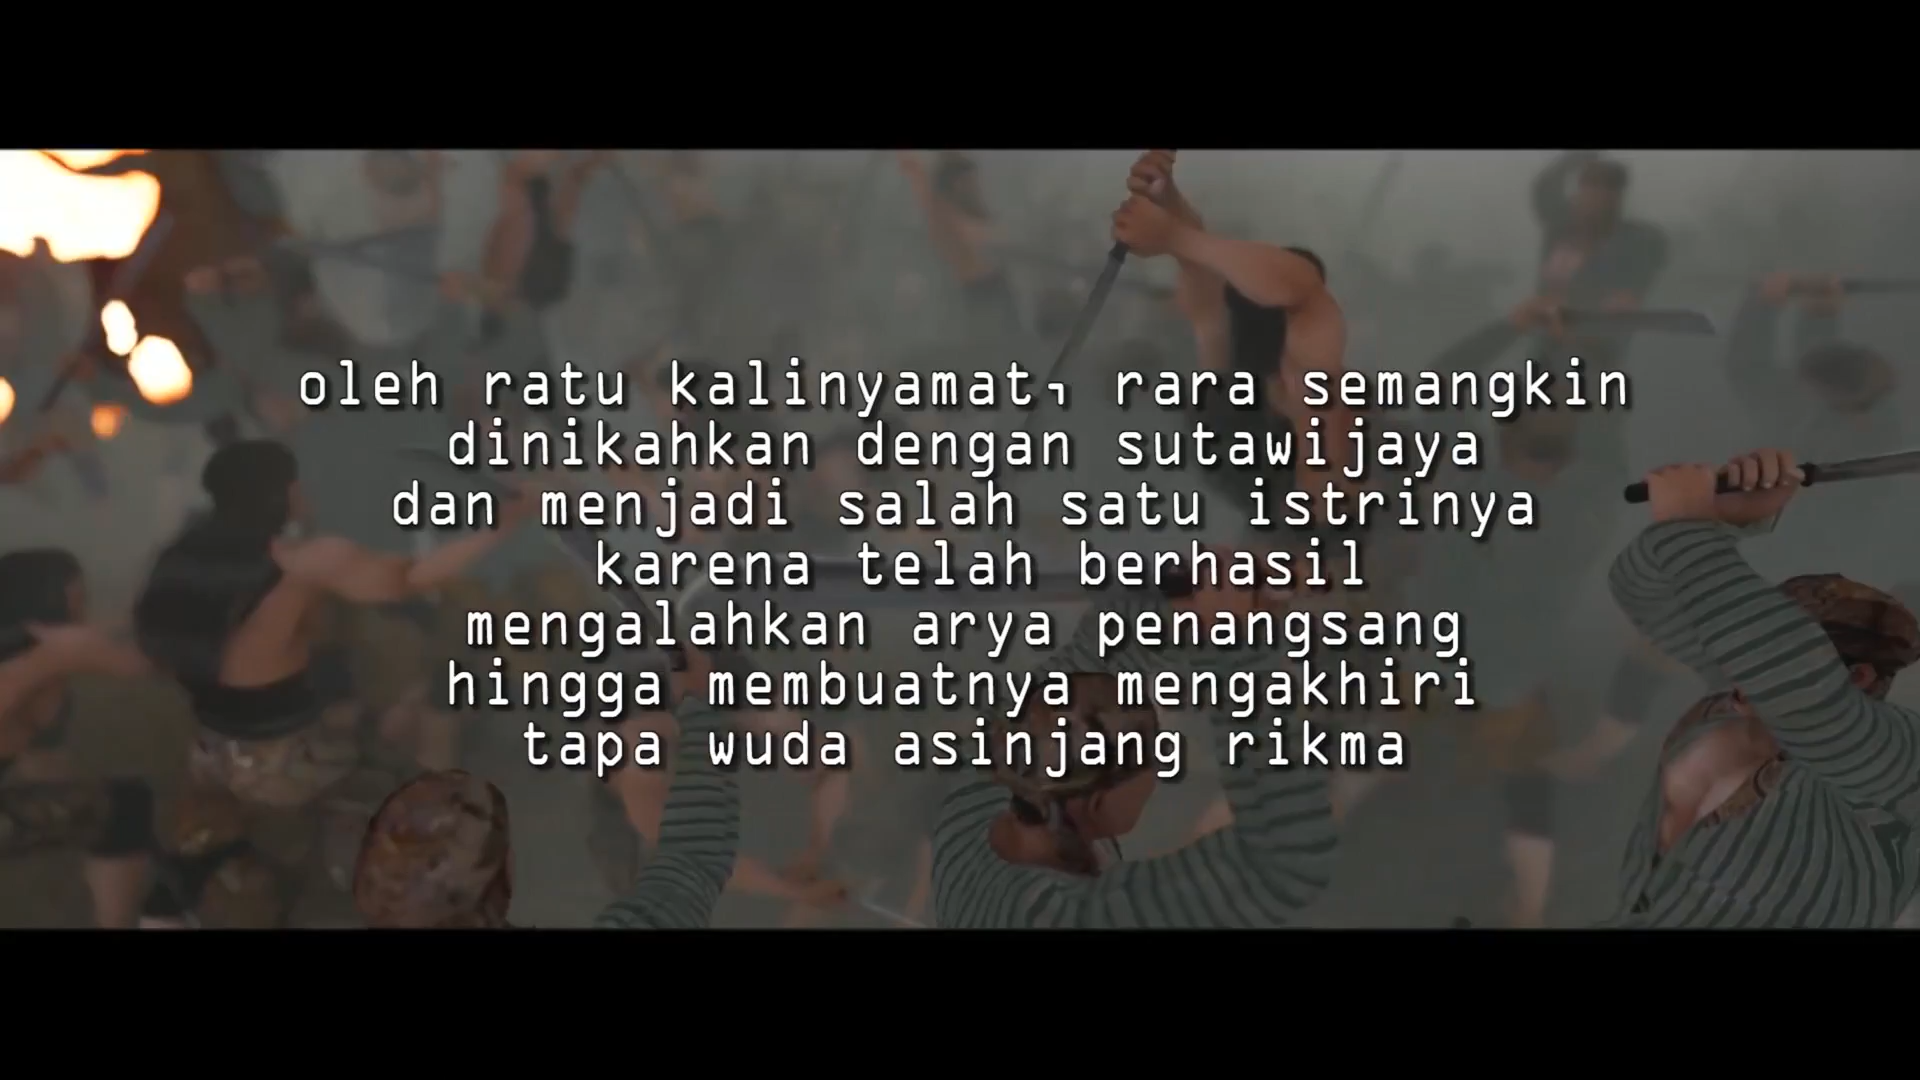 oleh ratu kalinyamat, rara semangkin
dinikahkan dengan sutawijaya
dan menjadi salah satu istrinya
karena telah berhasil
mengalahkan arya penangsang
hingga membuatnya mengakhiri
tapa wuda asinjang rikma